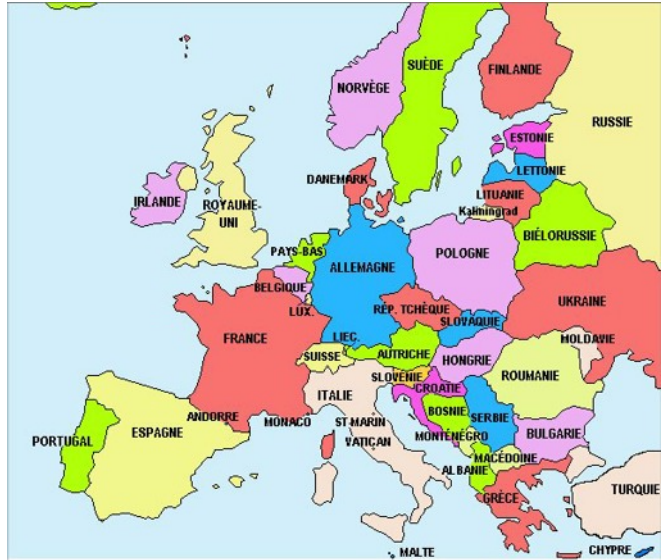 SUÈDE
FINLANDE
NORVÈGE
RUSSIE
ESTONIE
LETTONIE
DANEMARK
LITUANIE
IRLANDE
ROYAUME-
UNI
Kaliningrad
BIÉLORUSSIE
PAYS-BAS
POLOGNE
ALLEMAGNE
BELGIQUE
LUX.
RÉP. TCHÈQUE
UKRAINE
SLOVAQUIE
FRANCE
LIEC.
MOLDAVIE
SUISSE
AUTRICHE
HONGRIE
ROUMANIE
SLOVÉNIE
CROATIE
ITALIE
BOSNIE
SERBIE
ANDORRE
MONACO
ST-MARIN
VATICAN
MONTÉNÉGRO
BULGARIE
PORTUGAL
ESPAGNE
MACÉDOINE
ALBANIE
TURQUIE
GRÈCE
MALTE
CHYPRE